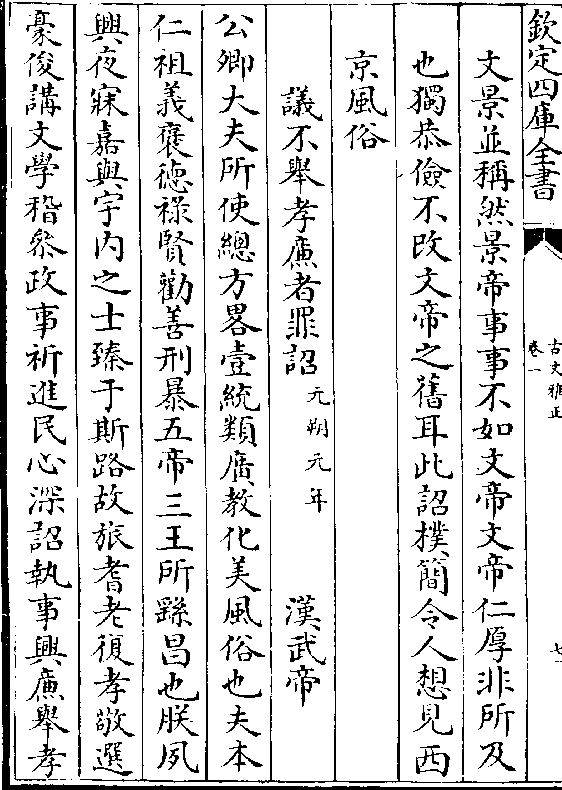 欽定四庫全書
古文雅正
卷一
七
文景並稱然景帝事事不如文帝文帝仁厚非所及
也獨恭儉不改文帝之舊耳此詔撲簡令人想見西
京風俗
議不舉孝廉者罪詔 元朔元年 漢武帝
公卿大夫所使總方畧壹統類廣教化美風俗也夫本
仁祖義褒德祿賢勸善刑暴五帝三王所繇昌也朕夙
興夜寐嘉與宇内之士臻于斯路故旅耆老復孝敬選
豪俊講文學稽叅政事祈進民心深詔執事興廉舉孝